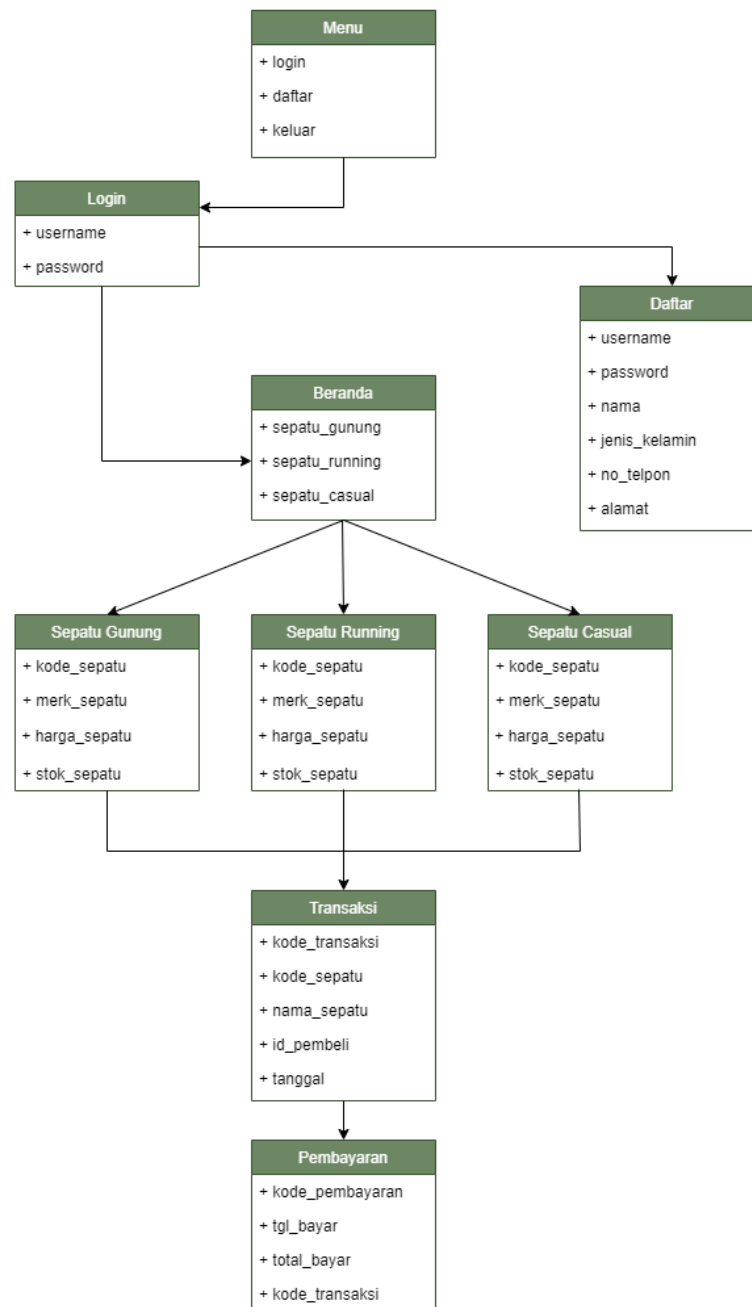 Menu
+ login
+ daftar
+ keluar
Login
+ username
+ password
Daftar
+ username
+ password
+ nama
+ jenis_kelamin
+ no_telpon
+ alamat
Beranda
+ sepatu_gunung
+ sepatu_running
+ sepatu_casual
Sepatu Gunung
+ kode_sepatu
+ merk_sepatu
+ harga_sepatu
+ stok_sepatu
Sepatu Running
+ kode_sepatu
+ merk_sepatu
+ harga_sepatu
+ stok_sepatu
Sepatu Casual
+ kode_sepatu
+ merk_sepatu
+ harga_sepatu
+ stok_sepatu
Transaksi
+ kode_transaksi
+ kode_sepatu
+ nama_sepatu
+ id_pembeli
+ tanggal
Pembayaran
+ kode_pembayaran
+ tgl_bayar
+ total_bayar
+ kode_transaksi